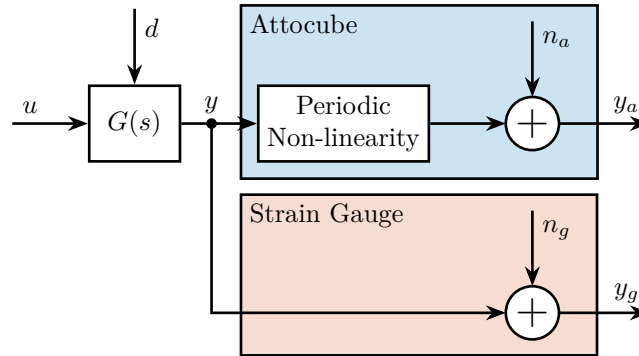 Attocube
d
n_a
u
G(s)
y
Periodic
Non-linearity
y_a
Strain Gauge
n_g
y_g